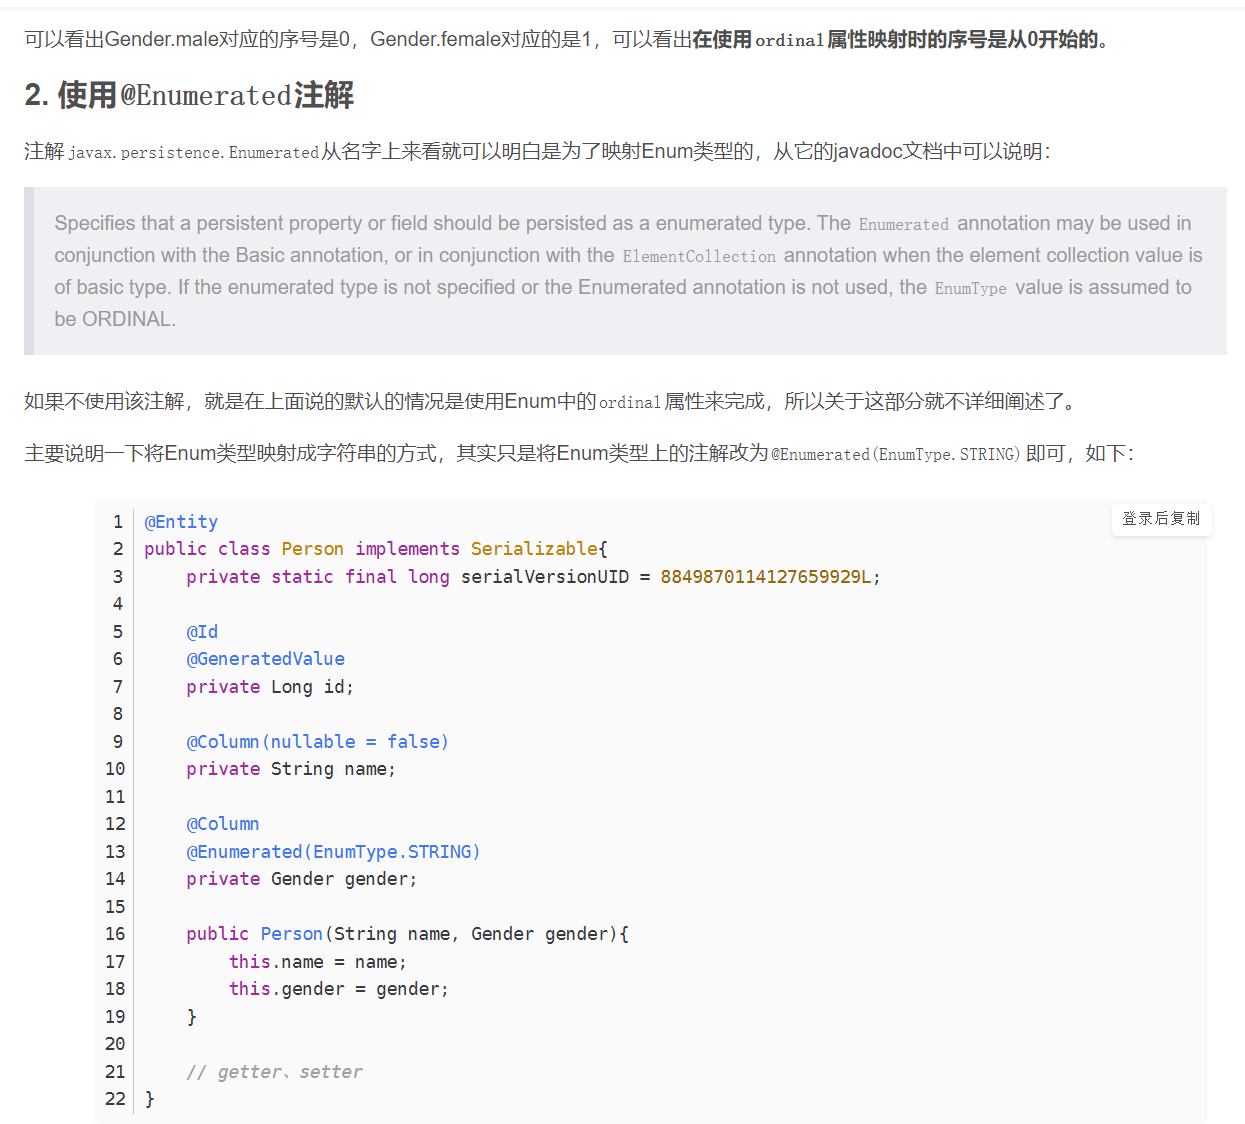 可以看出Gender.male对应的序号是0，Gender.female对应的是1，可以看出在使用ordinal属性映射时的序号是从0开始的。
2. 使用@Enumerated注解
注解javax.persistence.Enumerated从名字上来看就可以明白是为了映射Enum类型的，从它的javadoc文档中可以说明：
Specifies that a persistent property or field should be persisted as a enumerated type. The Enumerated annotation may be used in
conjunction with the Basic annotation, or in conjunction with the ElementCollection annotation when the element collection value is
of basic type. If the enumerated type is not specified or the Enumerated annotation is not used, the EnumType value is assumed to
be ORDINAL.
如果不使用该注解，就是在上面说的默认的情况是使用Enum中的ordinal属性来完成，所以关于这部分就不详细阐述了。
主要说明一下将Enum类型映射成字符串的方式，其实只是将Enum类型上的注解改为@Enumerated(EnumType.STRING)即可，如下：
登录后复制
1 @Entity
2 public class Person implements Serializable{
3     private static final long serialVersionUID = 8849870114127659929L;
4
5     @Id
6     @GeneratedValue
7     private Long id;
8
9     @Column(nullable = false)
10     private String name;
11
12     @Column
13     @Enumerated(EnumType.STRING)
14     private Gender gender;
15
16     public Person(String name, Gender gender){
17         this.name = name;
18         this.gender = gender;
19     }
20
21     // getter、setter
22 }